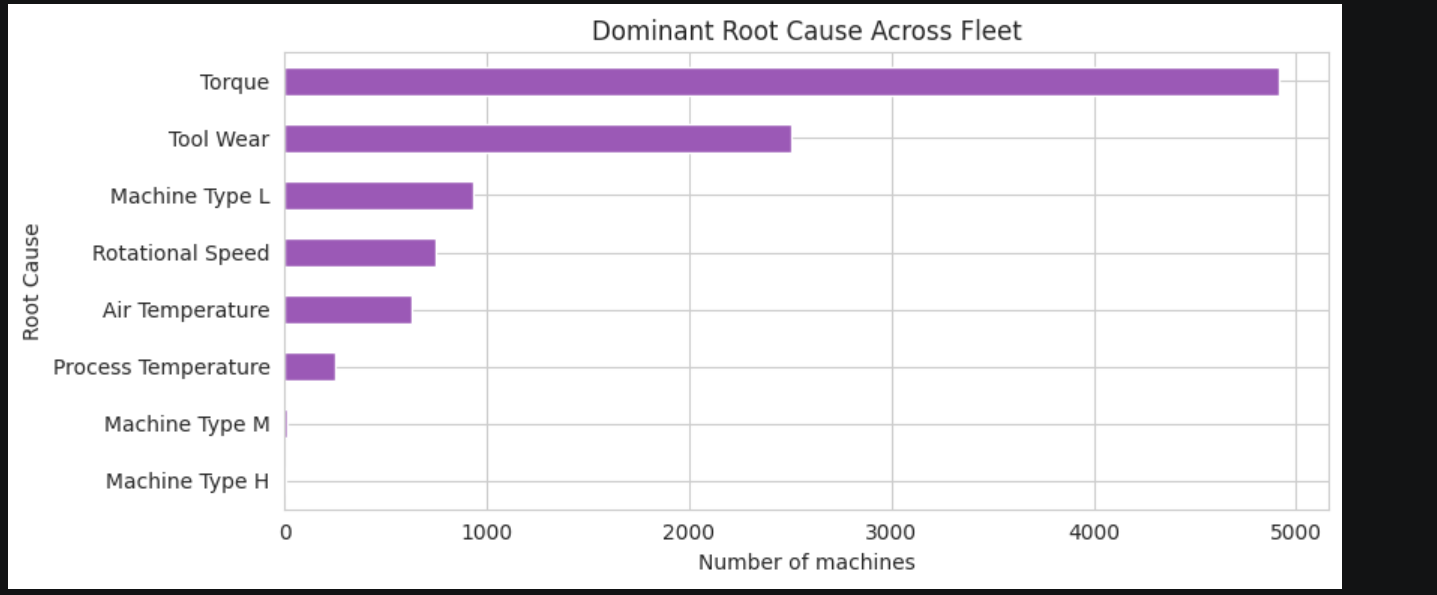 Dominant Root Cause Across Fleet
Torque
Tool Wear
Machine Type L
Rotational Speed
Air Temperature
Process Temperature
Machine Type M
Machine Type H
Root Cause
0 1000 2000 3000 4000 5000
Number of machines